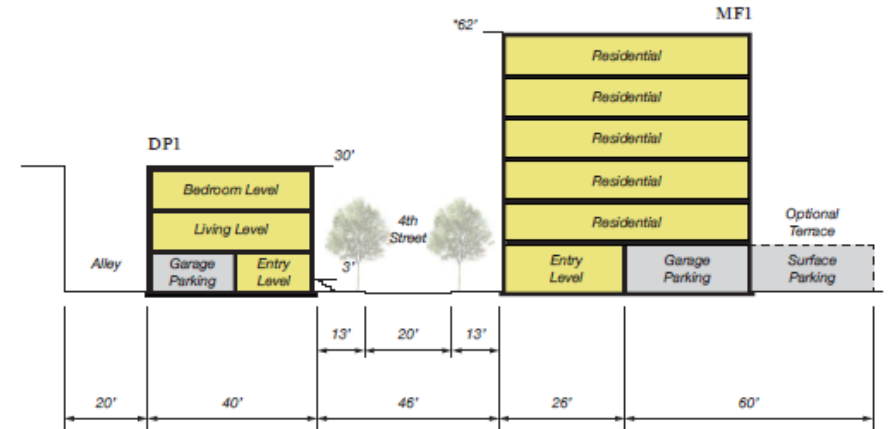 MF1
*62'
Residential
Residential
DP1
Residential
30'
Bedroom Level
Residential
Living Level
4th
Street
Residential
Optional
Terrace
Alley
Garage
Parking
Entry
Level
3'
Entry
Level
Garage
Parking
Surface
Parking
13'
20'
13'
20'
40'
46'
26'
60'